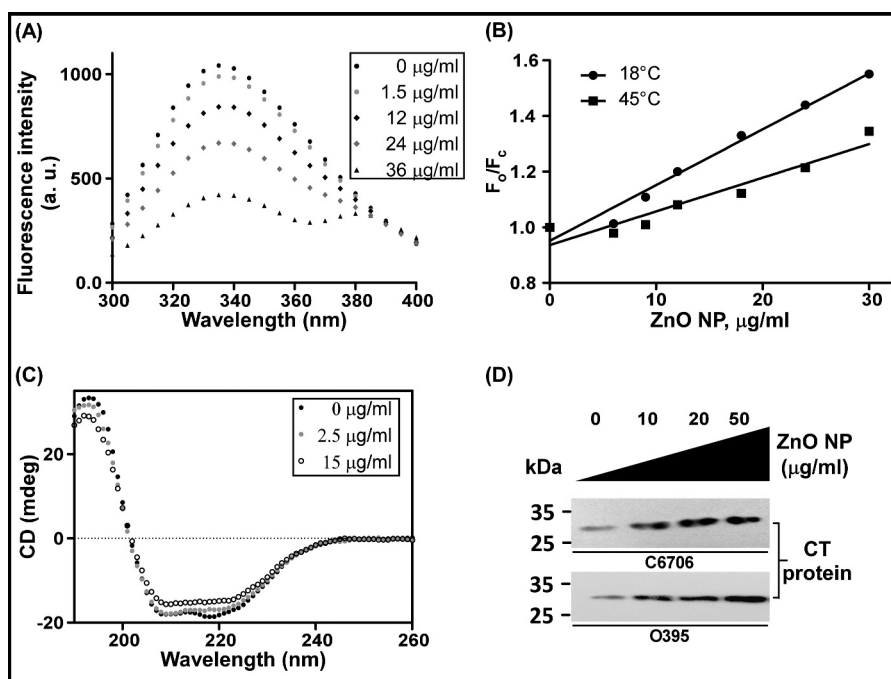 (A)
Fluorescence intensity
(a. u.)
1000
500
0.0
300 320 340 360 380 400
Wavelength (nm)
0 μg/ml
1.5 μg/ml
12 μg/ml
24 μg/ml
36 μg/ml
(B)
F₀/Fc
1.6
1.4
1.2
1.0
0.8
0 10 20 30
ZnO NP, μg/ml
18°C
45°C
(C)
CD (mdeg)
20
0
-20
200 220 240 260
Wavelength (nm)
0 μg/ml
2.5 μg/ml
15 μg/ml
(D)
0 10 20 50
ZnO NP
(μg/ml)
kDa
35
25
C6706
35
25
O395
CT
protein